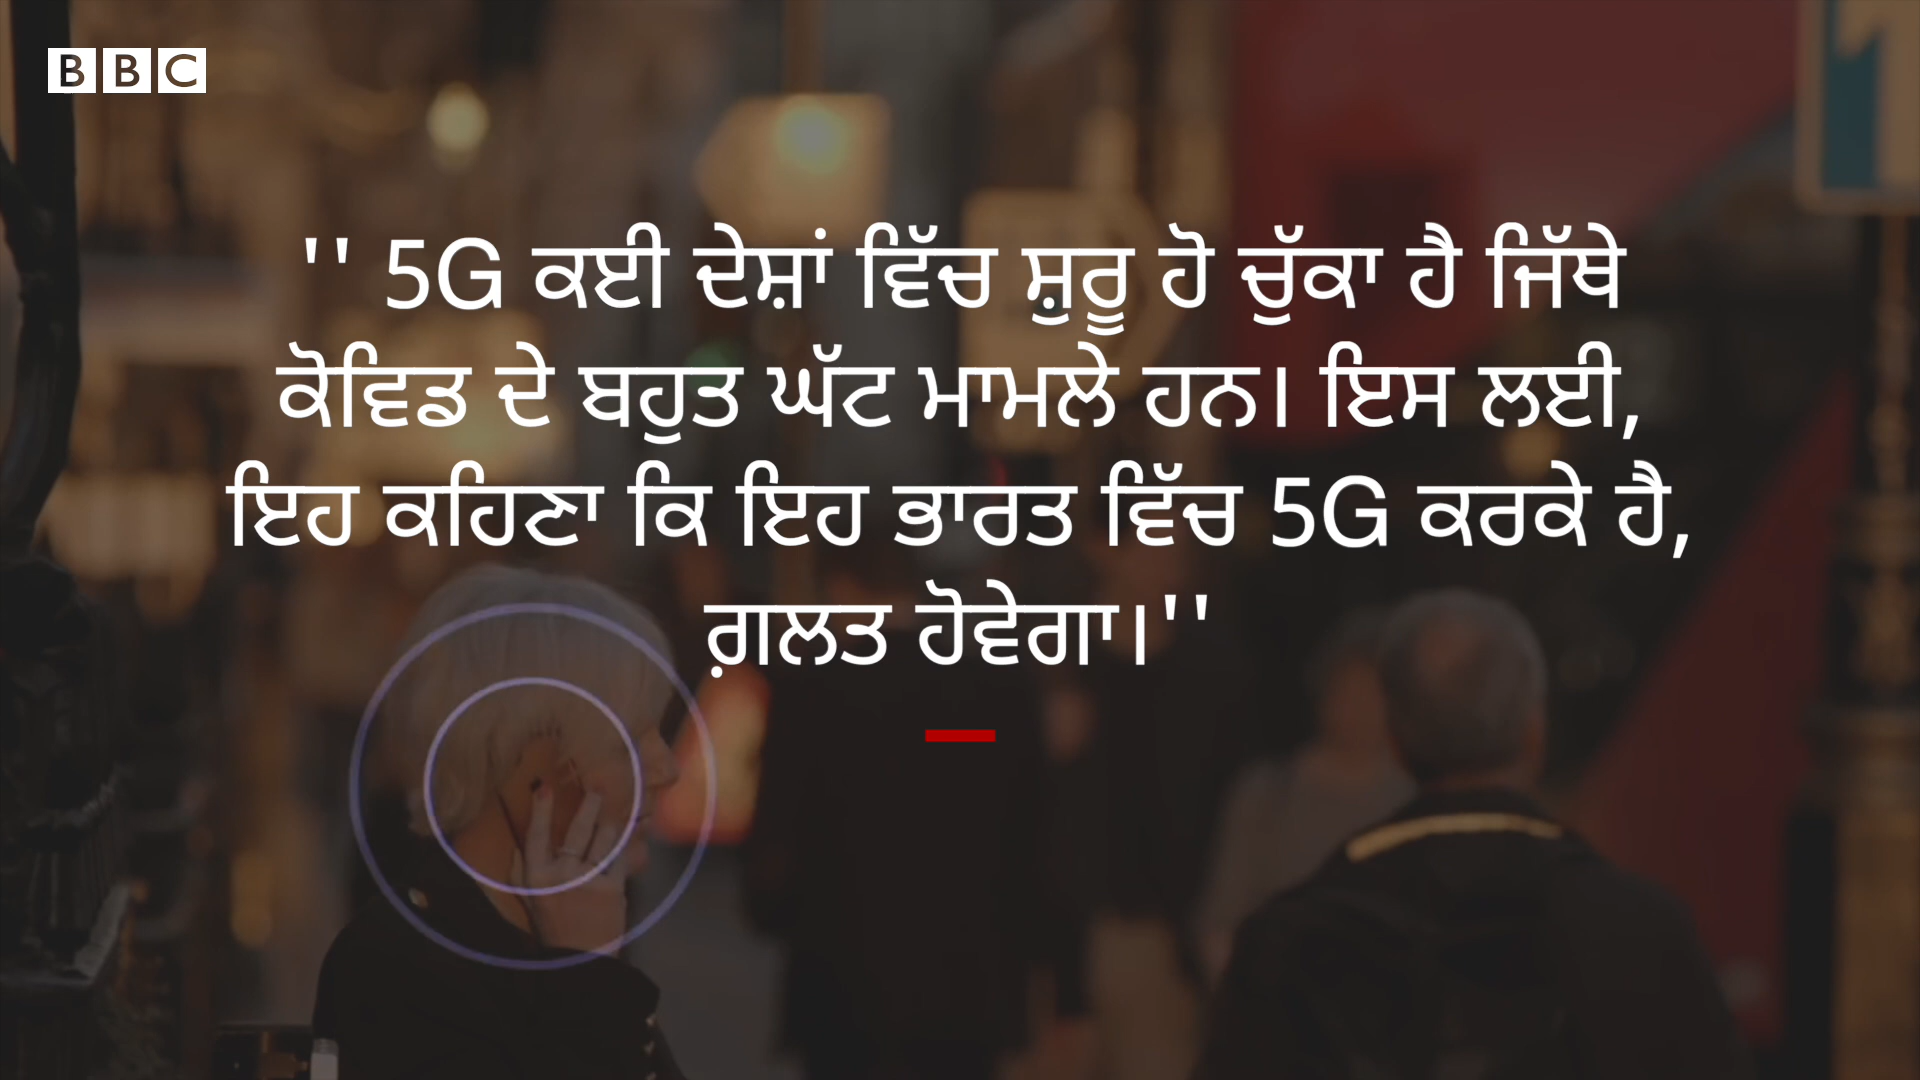 BBC
'' 5G ਕਈ ਦੇਸ਼ਾਂ ਵਿੱਚ ਸ਼ੁਰੂ ਹੋ ਚੁੱਕਾ ਹੈ ਜਿੱਥੇ
ਕੋਵਿਡ ਦੇ ਬਹੁਤ ਘੱਟ ਮਾਮਲੇ ਹਨ। ਇਸ ਲਈ,
ਇਹ ਕਹਿਣਾ ਕਿ ਇਹ ਭਾਰਤ ਵਿੱਚ 5G ਕਰਕੇ ਹੈ,
ਗ਼ਲਤ ਹੋਵੇਗਾ।''